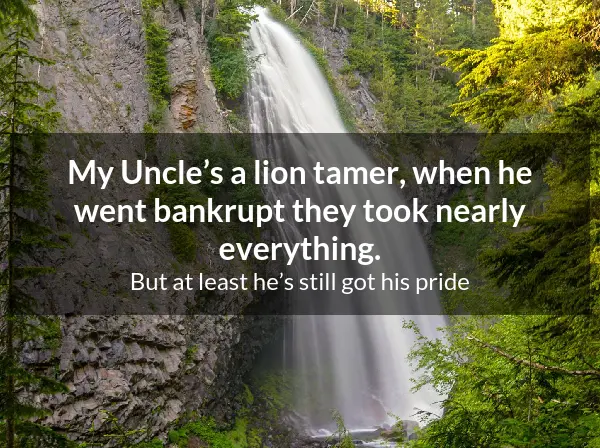 My Uncle’s a lion tamer, when he
went bankrupt they took nearly
everything.
But at least he’s still got his pride